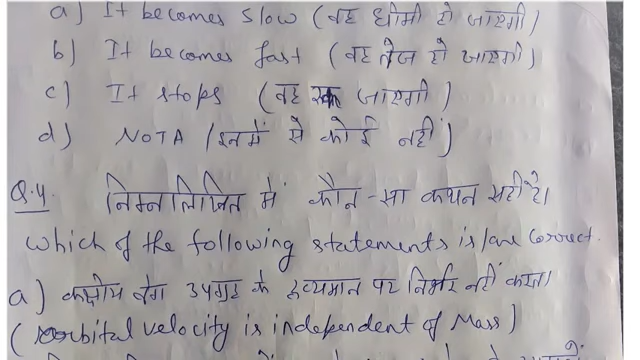 a) It becomes slow (वह धीमी हो जाएगी)
b) It becomes fast (वह तेज हो जाएगी)
c) It stops (वह रूक जाएगी)
d) NOTA (इनमें से कोई नहीं)
Q.4. निम्नलिखित में कौन-सा कथन सही है।
which of the following statements is/are correct.
a) कक्षीय वेग उपग्रह के द्रव्यमान पर निर्भर नहीं करता
(orbital velocity is independent of Mass)